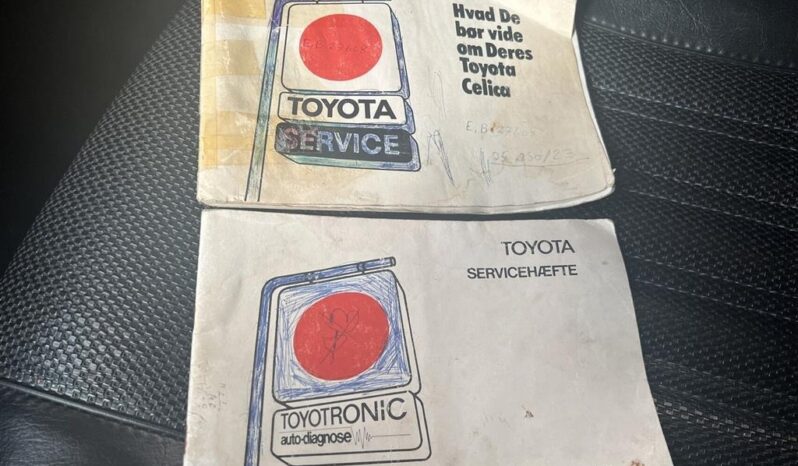 Hvad De
bør vide
om Deres
Toyota
Celica
TOYOTA
SERVICE
TOYOTA
SERVICEHÆFTE
TOYOTRONIC
auto-diagnose